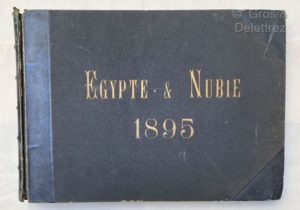 © Gros &
Delettrez
EGYPTE · & NUBIE
1895